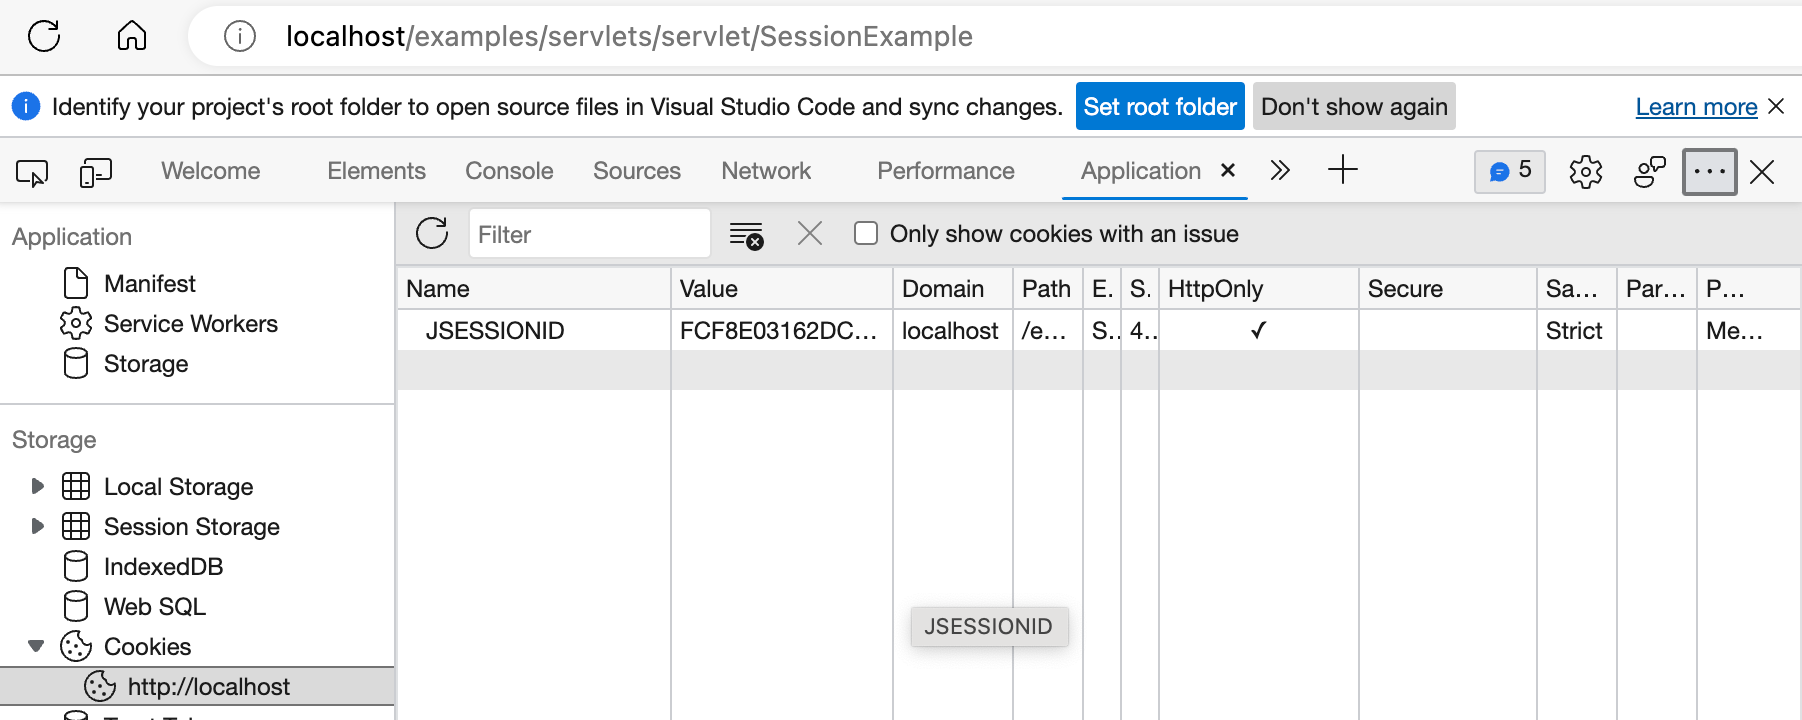 localhost/examples/servlets/servlet/SessionExample
Identify your project's root folder to open source files in Visual Studio Code and sync changes. Set root folder Don't show again Learn more
Welcome Elements Console Sources Network Performance Application 5
Application
Manifest
Service Workers
Storage
Storage
Local Storage
Session Storage
IndexedDB
Web SQL
Cookies
http://localhost
Filter Only show cookies with an issue
Name Value Domain Path E. S. HttpOnly Secure Sa... Par... P...
JSESSIONID FCF8E03162DC... localhost /e... S.. 4.. ✓ Strict Me...
JSESSIONID